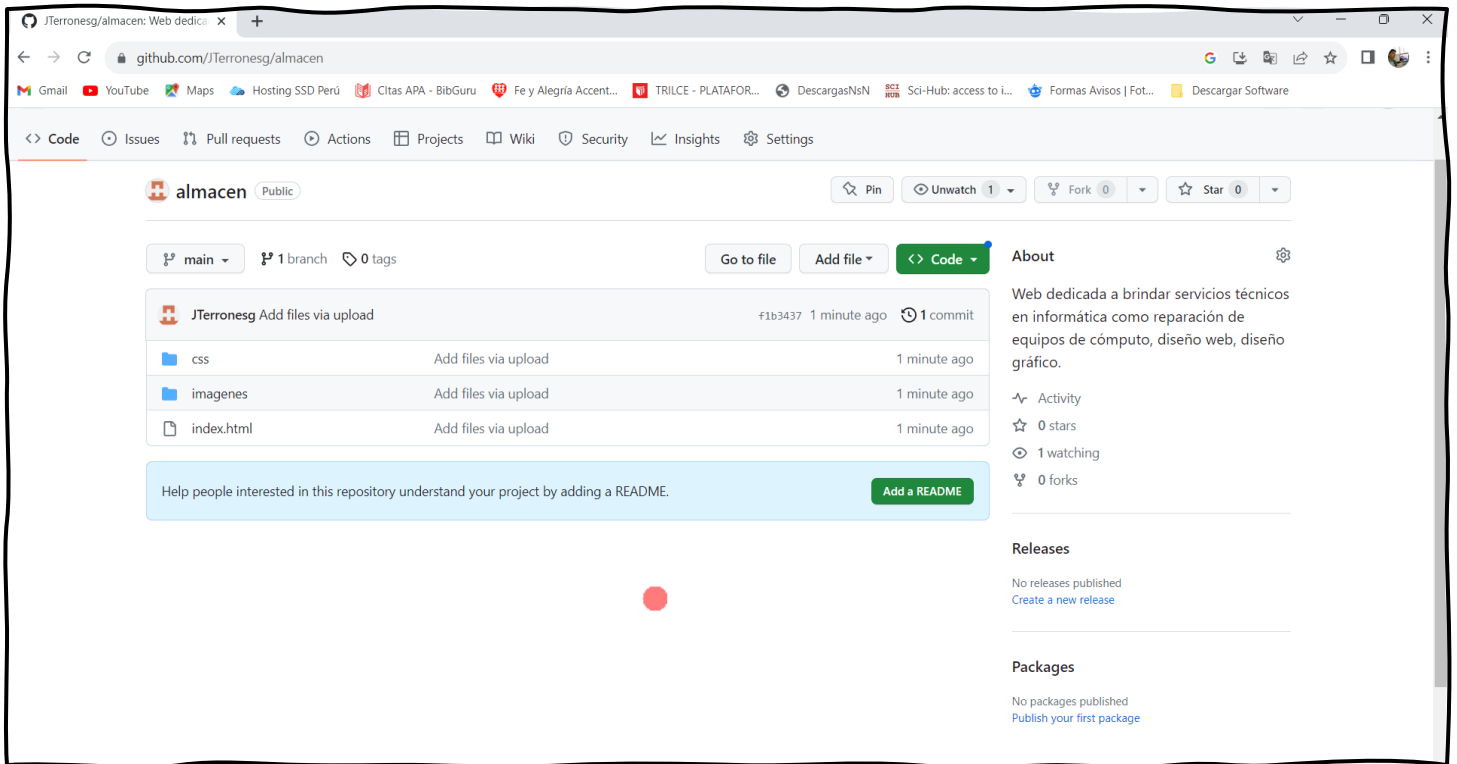 JTerronesg/almacen: Web dedica
github.com/JTerronesg/almacen
Gmail YouTube Maps Hosting SSD Perú CItas APA - BibGuru Fe y Alegría Accent... TRILCE - PLATAFOR... DescargasNsN SCI HUB Sci-Hub: access to i... Formas Avisos | Fot... Descargar Software
<> Code Issues Pull requests Actions Projects Wiki Security Insights Settings
almacen Public Pin Unwatch 1 Fork 0 Star 0
main 1 branch 0 tags Go to file Add file <> Code
JTerronesg Add files via upload f1b3437 1 minute ago 1 commit
css Add files via upload 1 minute ago
imagenes Add files via upload 1 minute ago
index.html Add files via upload 1 minute ago
Help people interested in this repository understand your project by adding a README. Add a README
About
Web dedicada a brindar servicios técnicos
en informática como reparación de
equipos de cómputo, diseño web, diseño
gráfico.
Activity
0 stars
1 watching
0 forks
Releases
No releases published
Create a new release
Packages
No packages published
Publish your first package